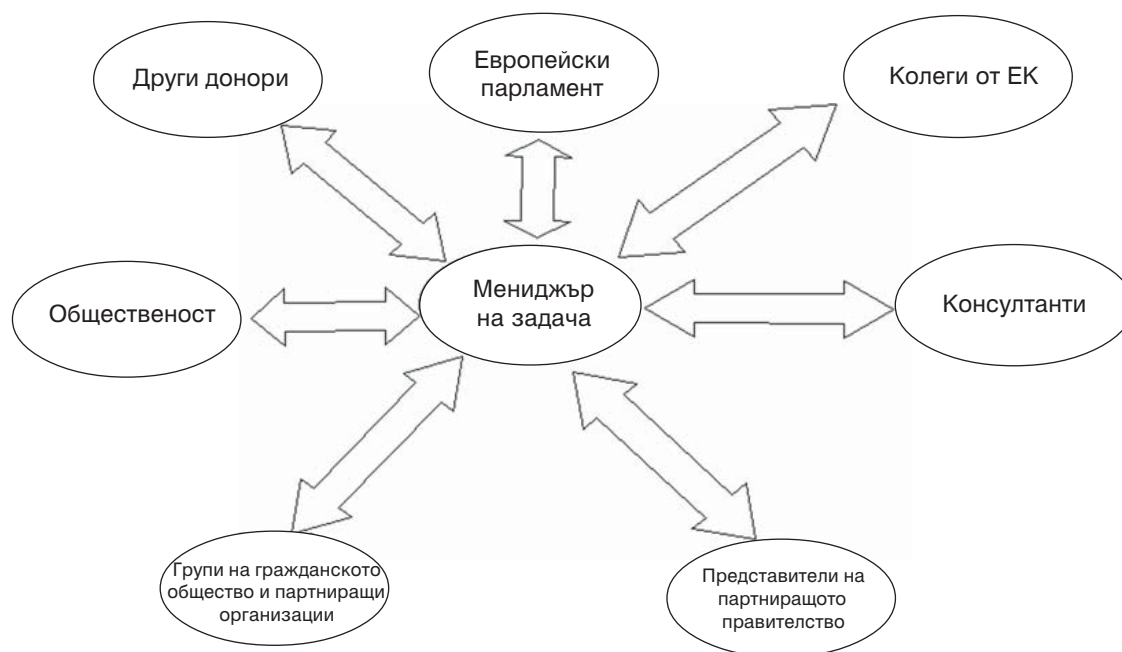 Други донори
Европейски
парламент
Колеги от ЕК
Общественост
Мениджър
на задача
Консултанти
Групи на гражданското
общество и партниращи
организации
Представители на
партниращото
правителство